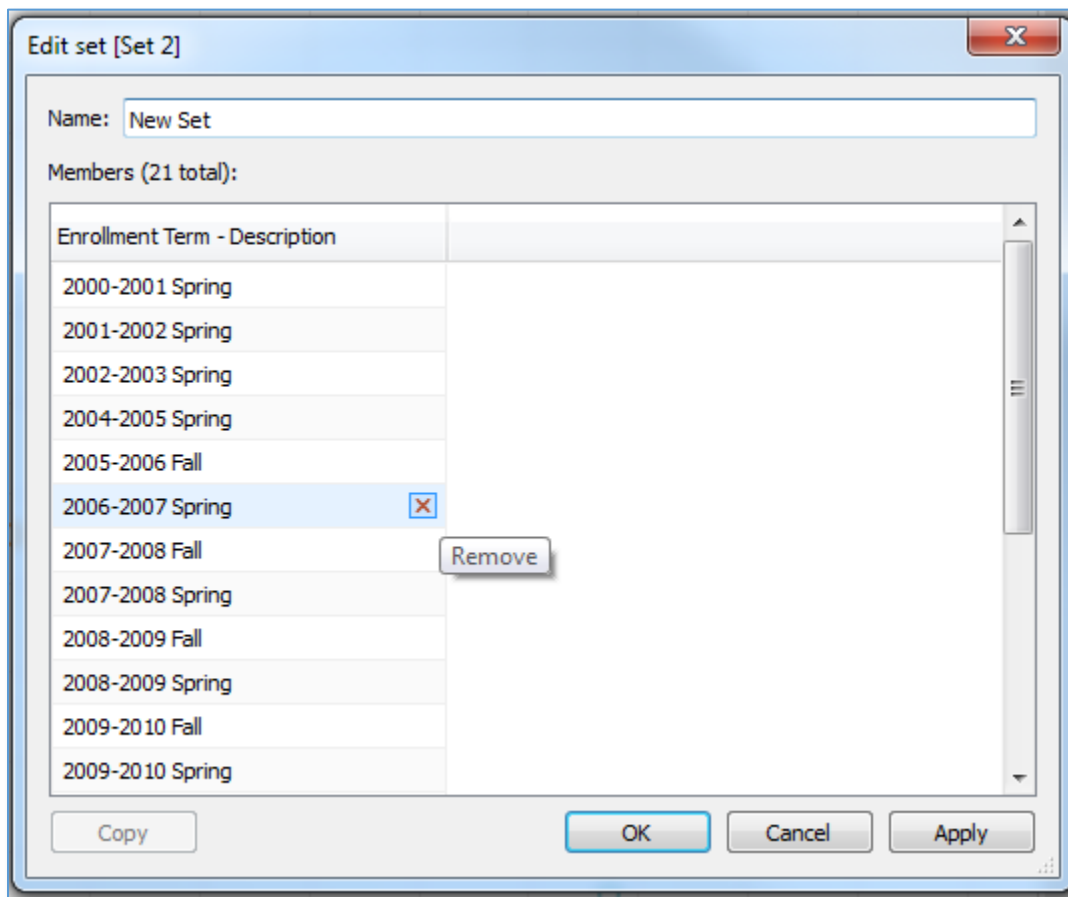 Edit set [Set 2]
Name: New Set
Members (21 total):
Enrollment Term - Description
2000-2001 Spring
2001-2002 Spring
2002-2003 Spring
2004-2005 Spring
2005-2006 Fall
2006-2007 Spring
2007-2008 Fall
Remove
2007-2008 Spring
2008-2009 Fall
2008-2009 Spring
2009-2010 Fall
2009-2010 Spring
Copy OK Cancel Apply